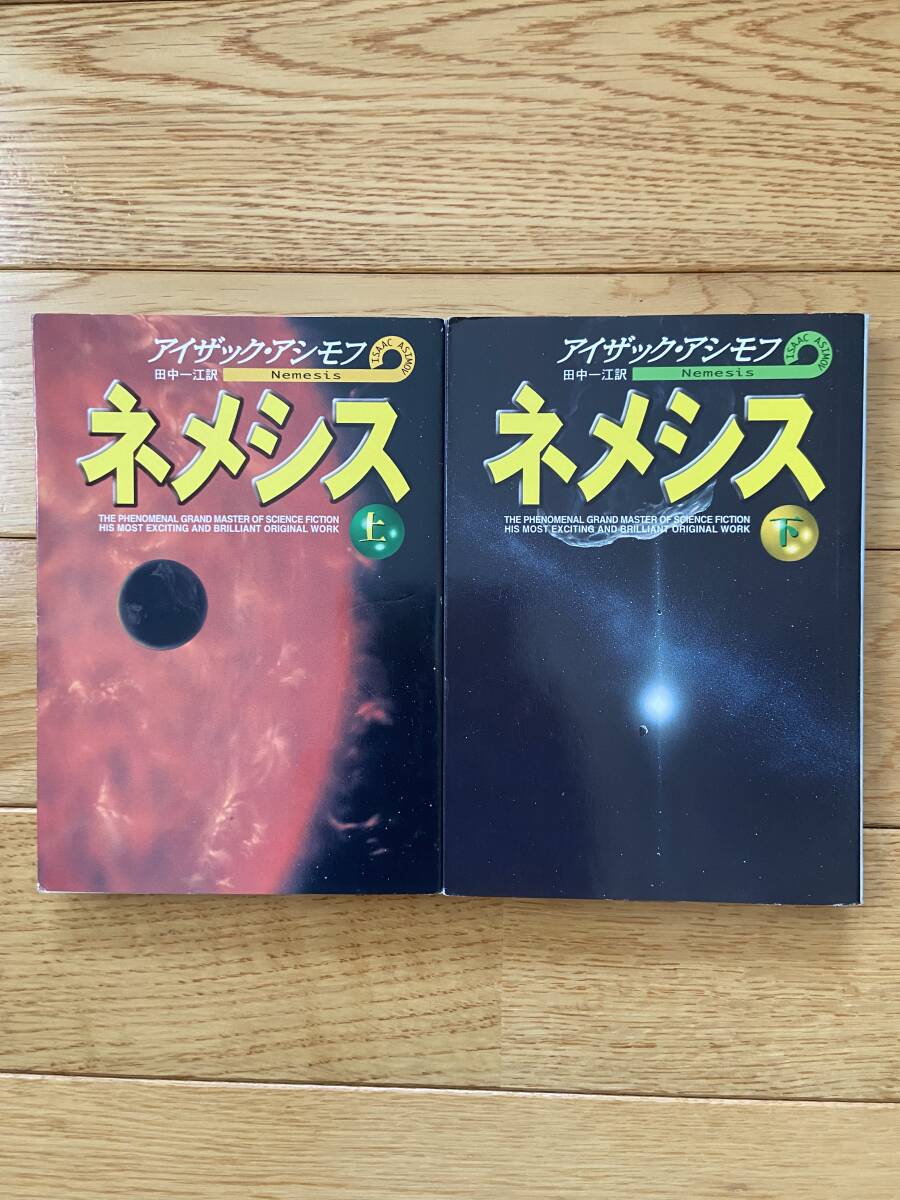 アイザック・アシモフ
ISAAC ASIMOV
田中一江訳
Nemesis
ネメシス
THE PHENOMENAL GRAND MASTER OF SCIENCE FICTION
HIS MOST EXCITING AND BRILLIANT ORIGINAL WORK
上
アイザック・アシモフ
ISAAC ASIMOV
田中一江訳
Nemesis
ネメシス
THE PHENOMENAL GRAND MASTER OF SCIENCE FICTION
HIS MOST EXCITING AND BRILLIANT ORIGINAL WORK
下